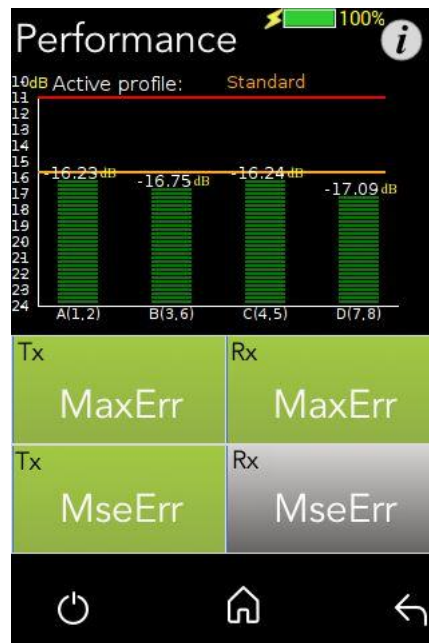 Performance
100%
i
10dB Active profile: Standard
11
12
13
14
15
16
17
18
19
20
21
22
23
24
-16.23dB
-16.75dB
-16.24dB
-17.09dB
A(1,2) B(3,6) C(4,5) D(7,8)
Tx
MaxErr
Rx
MaxErr
Tx
MseErr
Rx
MseErr